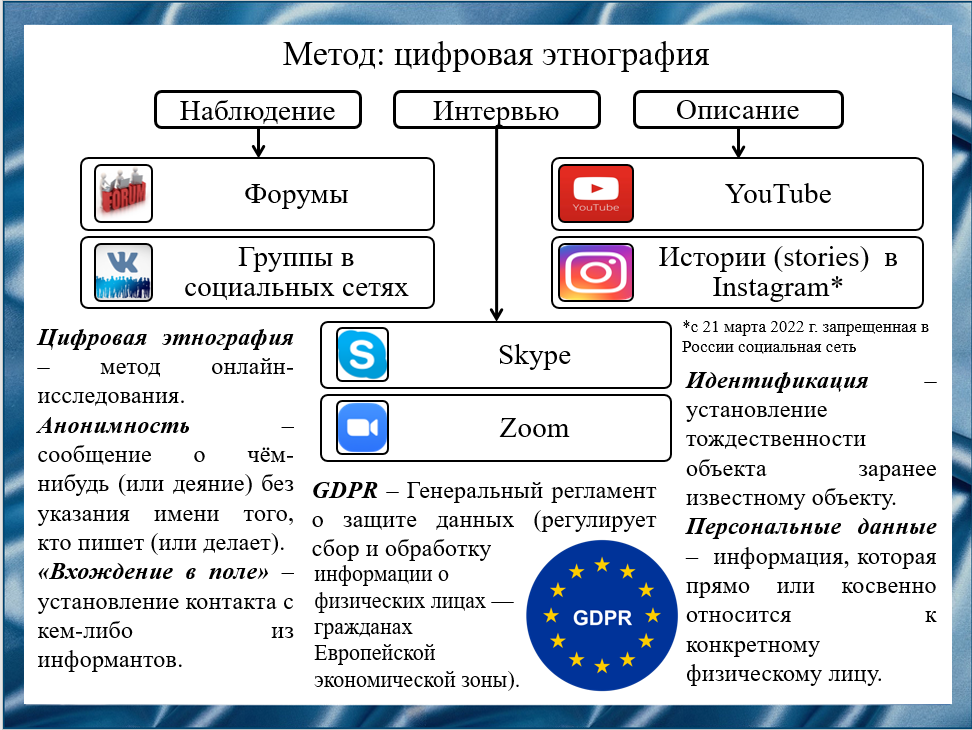 Метод: цифровая этнография
Наблюдение
Интервью
Описание
FORUM
Форумы
YouTube
YouTube
Группы в
социальных сетях
Истории (stories) в
Instagram*
*с 21 марта 2022 г. запрещенная в
России социальная сеть
Skype
Zoom
Цифровая этнография
– метод онлайн-
исследования.
Анонимность –
сообщение о чём-
нибудь (или деяние) без
указания имени того,
кто пишет (или делает).
«Вхождение в поле» –
установление контакта с
кем-либо из
информантов.
GDPR – Генеральный регламент
о защите данных (регулирует
сбор и обработку
информации о
физических лицах —
гражданах
Европейской
экономической зоны).
GDPR
Идентификация –
установление
тождественности
объекта заранее
известному объекту.
Персональные данные
– информация, которая
прямо или косвенно
относится к
конкретному
физическому лицу.